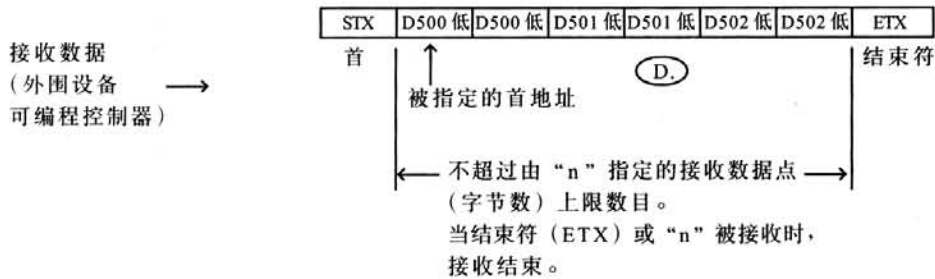 STX D500 低 D500 低 D501 低 D501 低 D502 低 D502 低 ETX
首
结束符
接收数据
(外围设备
可编程控制器)
D.
被指定的首地址
不超过由“n”指定的接收数据点
(字节数)上限数目。
当结束符(ETX)或“n”被接收时，
接收结束。